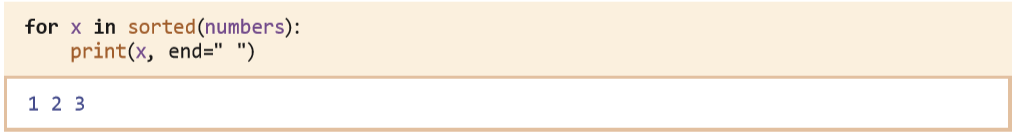 for x in sorted(numbers):
    print(x, end=" ")
1 2 3